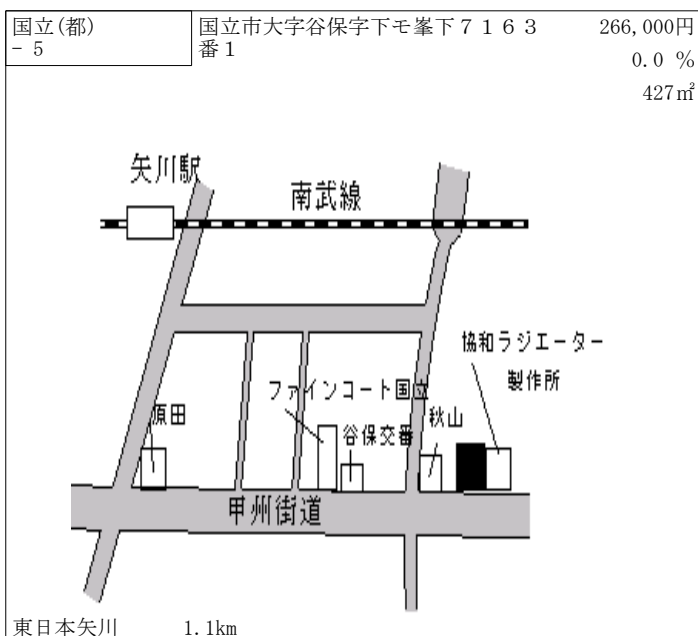 国立(都)
- 5
国立市大字谷保字下モ峯下７１６３
番１
266,000円
0.0 %
427㎡
矢川駅
南武線
協和ラジエーター
製作所
ファインコート国立
原田
谷保交番
秋山
甲州街道
東日本矢川 1.1km